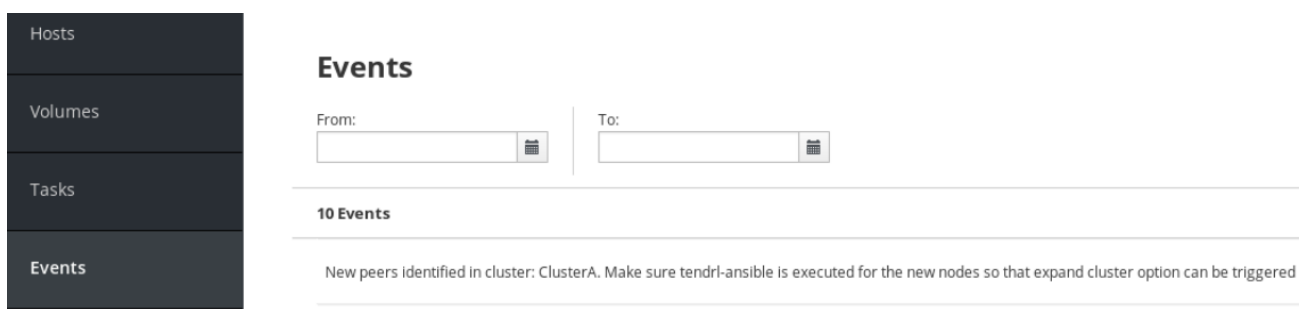 Hosts
Volumes
Tasks
Events
Events
From:
To:
10 Events
New peers identified in cluster: ClusterA. Make sure tendrl-ansible is executed for the new nodes so that expand cluster option can be triggered